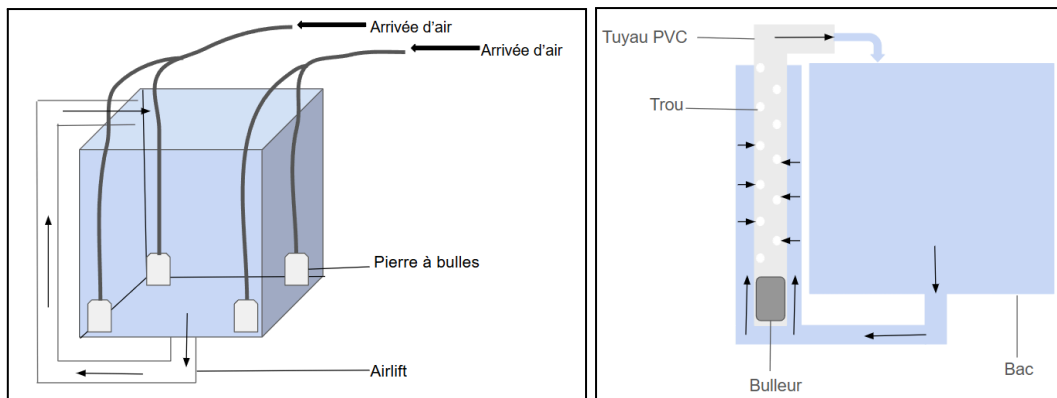 Arrivée d'air
Arrivée d'air
Pierre à bulles
Airlift
Tuyau PVC
Trou
Bulleur
Bac